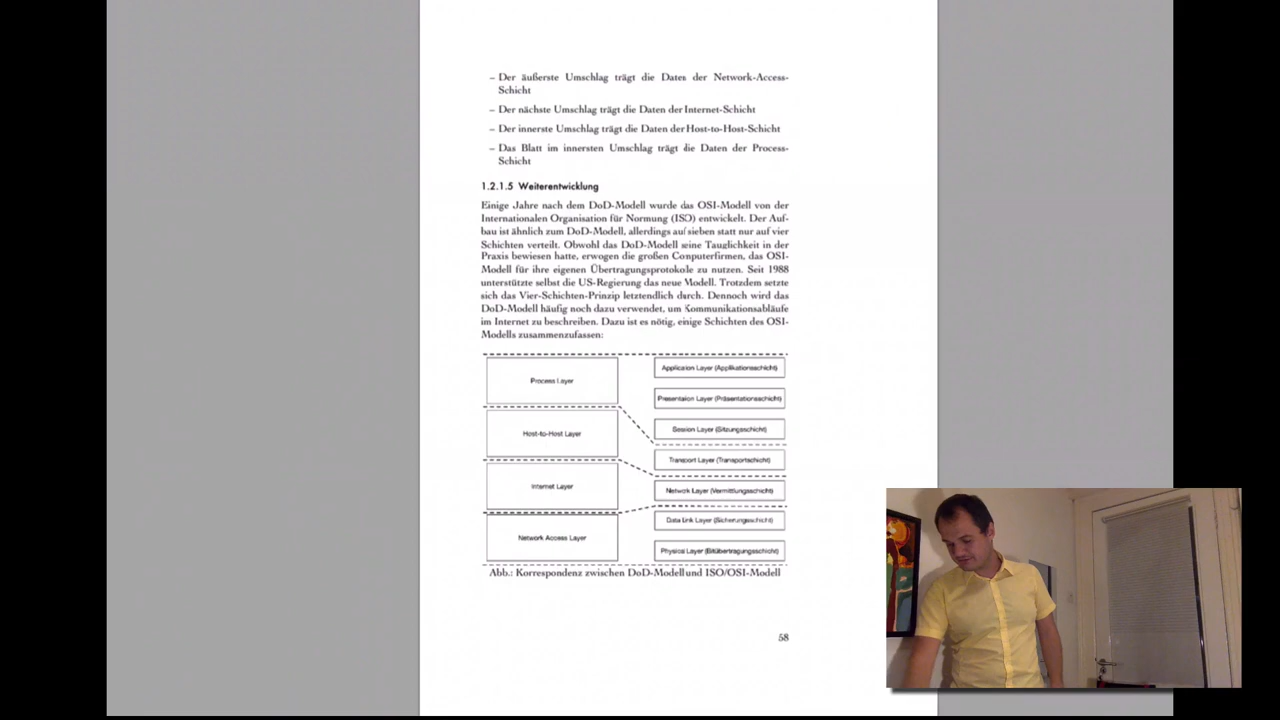 – Der äußerste Umschlag trägt die Daten der Network-Access-
Schicht
– Der nächste Umschlag trägt die Daten der Internet-Schicht
– Der innerste Umschlag trägt die Daten der Host-to-Host-Schicht
– Das Blatt im innersten Umschlag trägt die Daten der Process-
Schicht
1.2.1.5 Weiterentwicklung
Einige Jahre nach dem DoD-Modell wurde das OSI-Modell von der
Internationalen Organisation für Normung (ISO) entwickelt. Der Auf-
bau ist ähnlich zum DoD-Modell, allerdings auf sieben statt nur auf vier
Schichten verteilt. Obwohl das DoD-Modell seine Tauglichkeit in der
Praxis bewiesen hatte, erwogen die großen Computerfirmen, das OSI-
Modell für ihre eigenen Übertragungsprotokolle zu nutzen. Seit 1988
unterstützte selbst die US-Regierung das neue Modell. Trotzdem setzte
sich das Vier-Schichten-Prinzip letztendlich durch. Dennoch wird das
DoD-Modell häufig noch dazu verwendet, um Kommunikationsabläufe
im Internet zu beschreiben. Dazu ist es nötig, einige Schichten des OSI-
Modells zusammenzufassen:
Process Layer
Host-to-Host Layer
Internet Layer
Network Access Layer
Applicaion Layer (Applikationsschicht)
Presentaion Layer (Präsentationsschicht)
Session Layer (Sitzungsschicht)
Transport Layer (Transportschicht)
Network Layer (Vermittlungsschicht)
Data Link Layer (Sicherungsschicht)
Physical Layer (Bitübertragungsschicht)
Abb.: Korrespondenz zwischen DoD-Modell und ISO/OSI-Modell
58